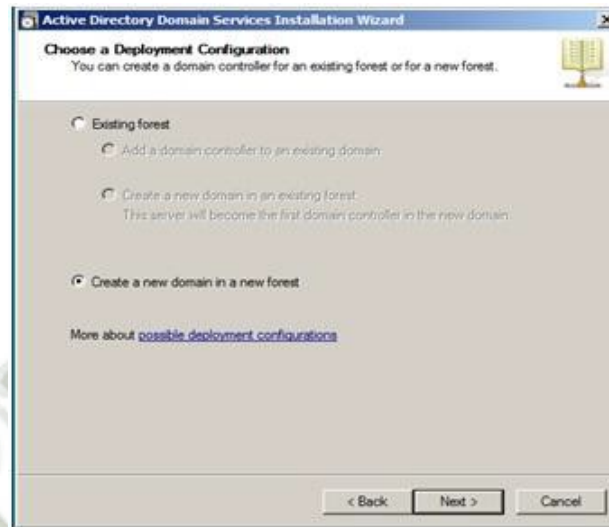 Active Directory Domain Services Installation Wizard
Choose a Deployment Configuration
You can create a domain controller for an existing forest or for a new forest.
Existing forest
Add a domain controller to an existing domain
Create a new domain in an existing forest
This server will become the first domain controller in the new domain.
Create a new domain in a new forest
More about possible deployment configurations
< Back
Next >
Cancel